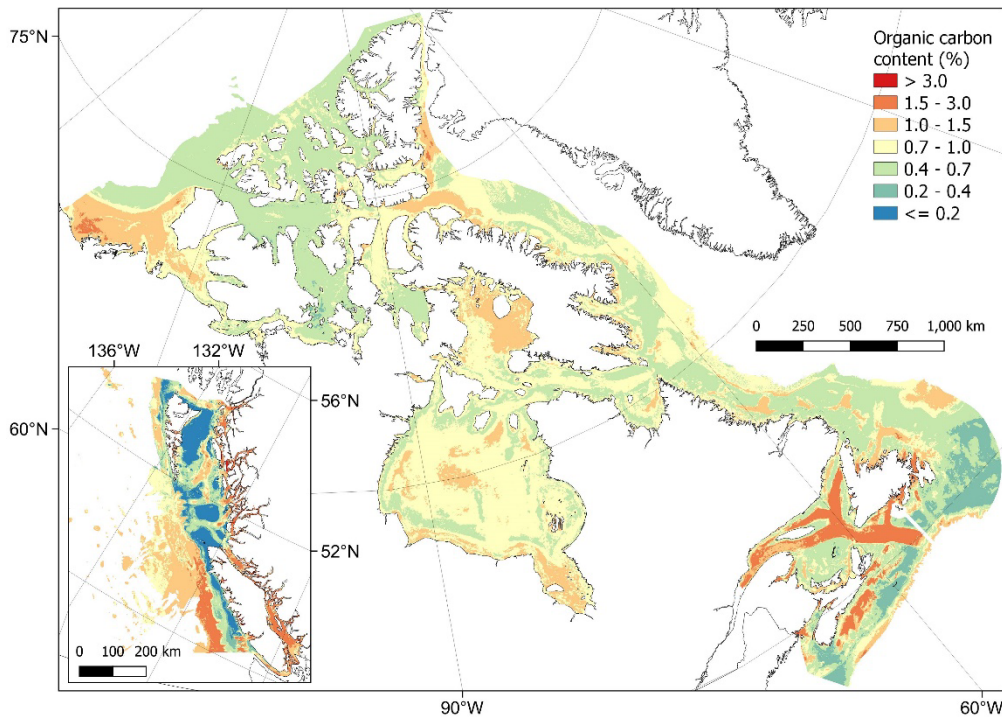 75°N
Organic carbon
content (%)
> 3.0
1.5 - 3.0
1.0 - 1.5
0.7 - 1.0
0.4 - 0.7
0.2 - 0.4
<= 0.2
0 250 500 750 1,000 km
136°W 132°W
56°N
60°N
52°N
0 100 200 km
90°W 60°W